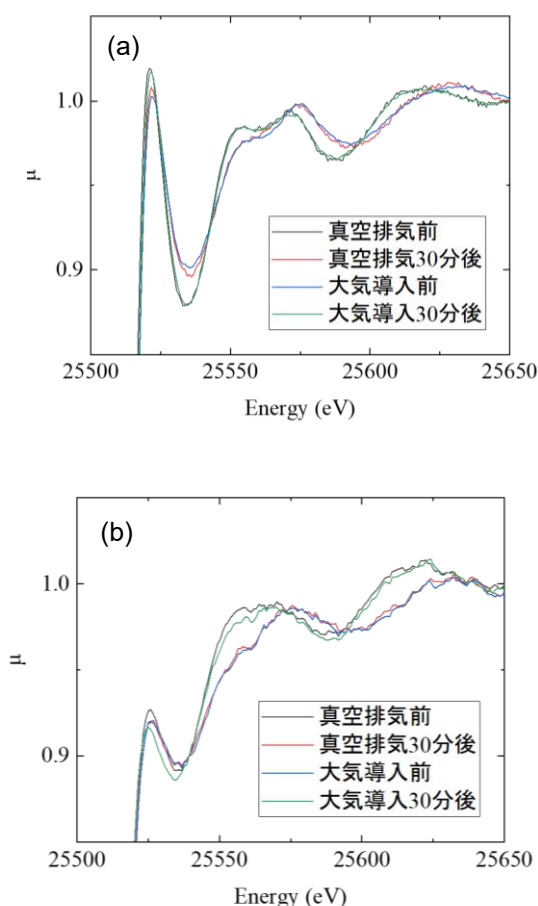 (a)
1.0
μ
0.9
真空排気前
真空排気30分後
大気導入前
大気導入30分後
25500
25550
25600
25650
Energy (eV)
(b)
1.0
μ
0.9
真空排気前
真空排気30分後
大気導入前
大気導入30分後
25500
25550
25600
25650
Energy (eV)